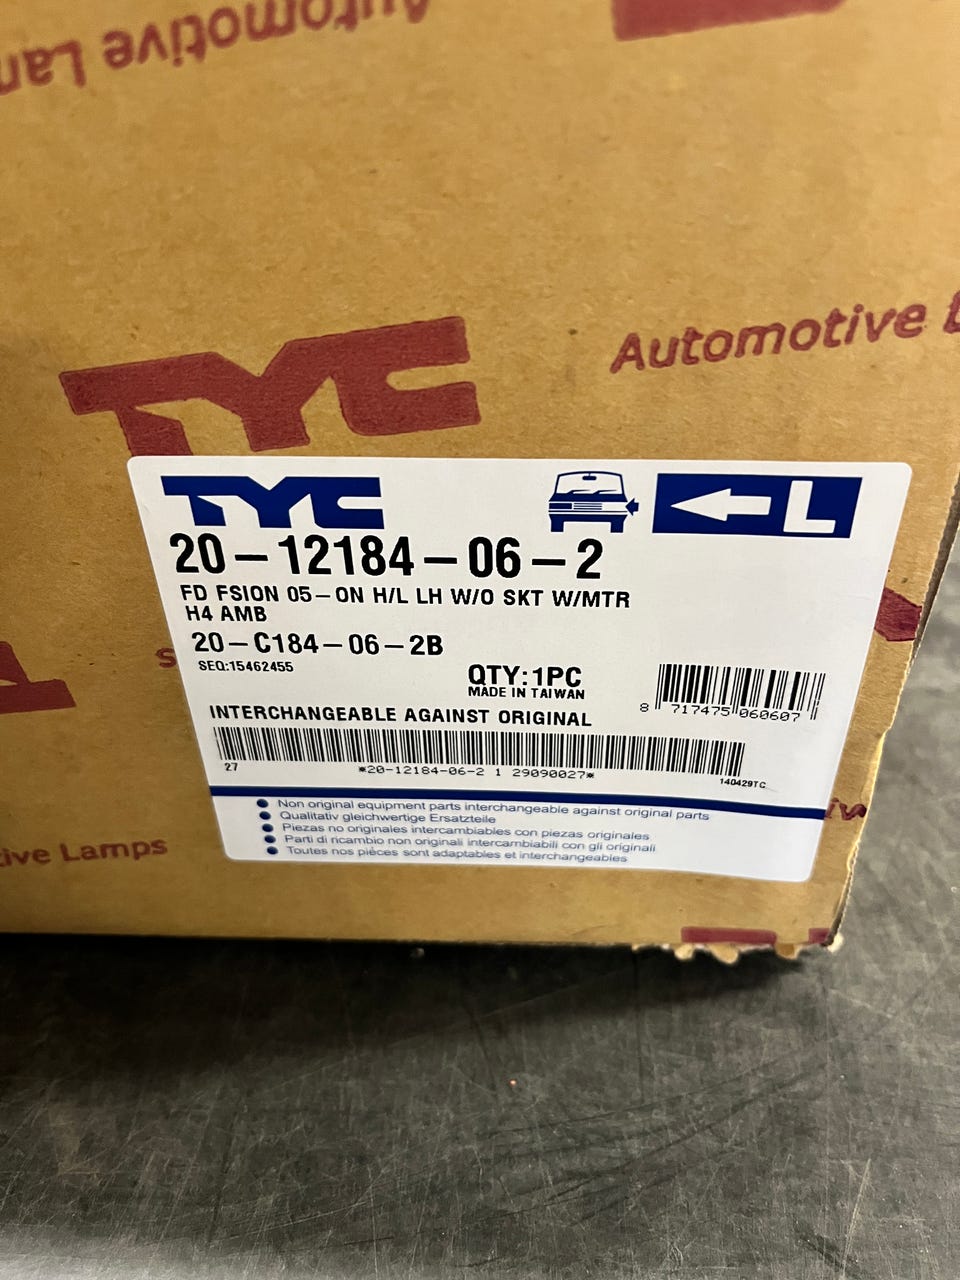 Automotive Lam
Automotive L
TYC
TYC
L
20-12184-06-2
FD FSION 05-ON H/L LH W/O SKT W/MTR
H4 AMB
20-C184-06-2B
SEQ:15462455
QTY:1PC
MADE IN TAIWAN
8 717475 060607
INTERCHANGEABLE AGAINST ORIGINAL
27
*20-12184-06-2 1 29090027*
140429TC
• Non original equipment parts interchangeable against original parts
• Qualitativ gleichwertige Ersatzteile
• Piezas no originales intercambiables con piezas originales
• Parti di ricambio non originali intercambiabili con gli originali
• Toutes nos pièces sont adaptables et interchangeables
tive Lamps